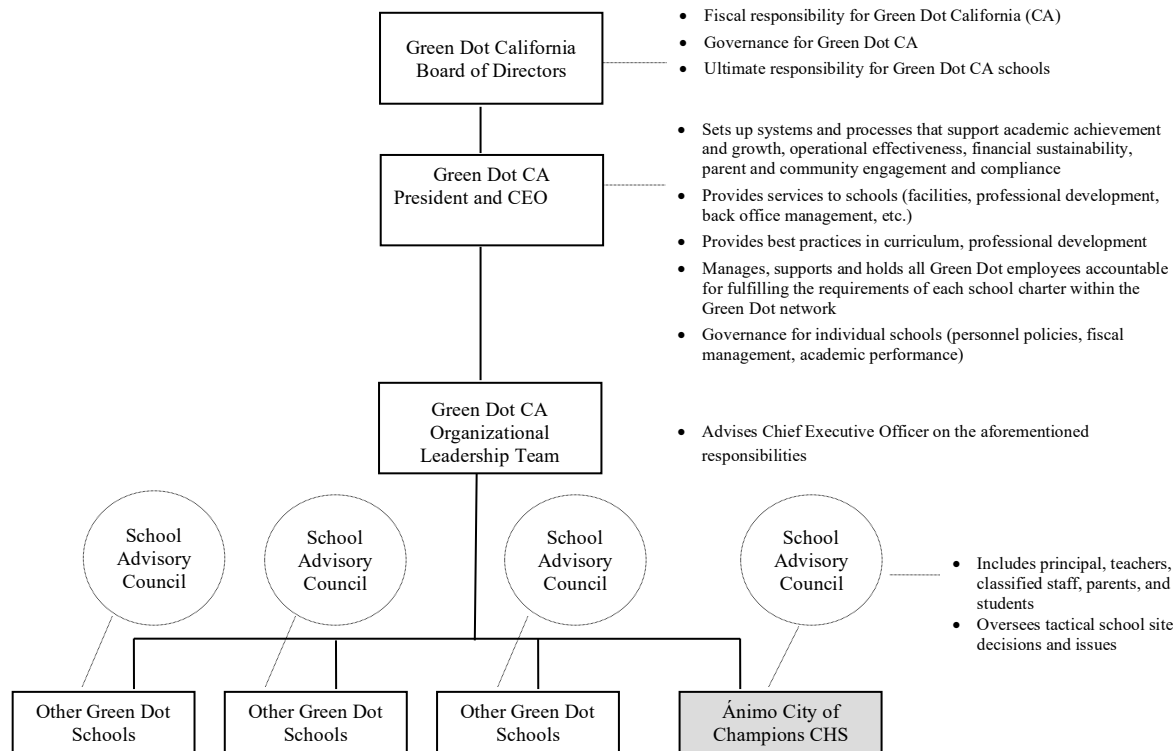 Green Dot California
Board of Directors
• Fiscal responsibility for Green Dot California (CA)
• Governance for Green Dot CA
• Ultimate responsibility for Green Dot CA schools
Green Dot CA
President and CEO
• Sets up systems and processes that support academic achievement
and growth, operational effectiveness, financial sustainability,
parent and community engagement and compliance
• Provides services to schools (facilities, professional development,
back office management, etc.)
• Provides best practices in curriculum, professional development
• Manages, supports and holds all Green Dot employees accountable
for fulfilling the requirements of each school charter within the
Green Dot network
• Governance for individual schools (personnel policies, fiscal
management, academic performance)
Green Dot CA
Organizational
Leadership Team
• Advises Chief Executive Officer on the aforementioned
responsibilities
School
Advisory
Council
School
Advisory
Council
School
Advisory
Council
School
Advisory
Council
• Includes principal, teachers,
classified staff, parents, and
students
• Oversees tactical school site
decisions and issues
Other Green Dot
Schools
Other Green Dot
Schools
Other Green Dot
Schools
Ánimo City of
Champions CHS